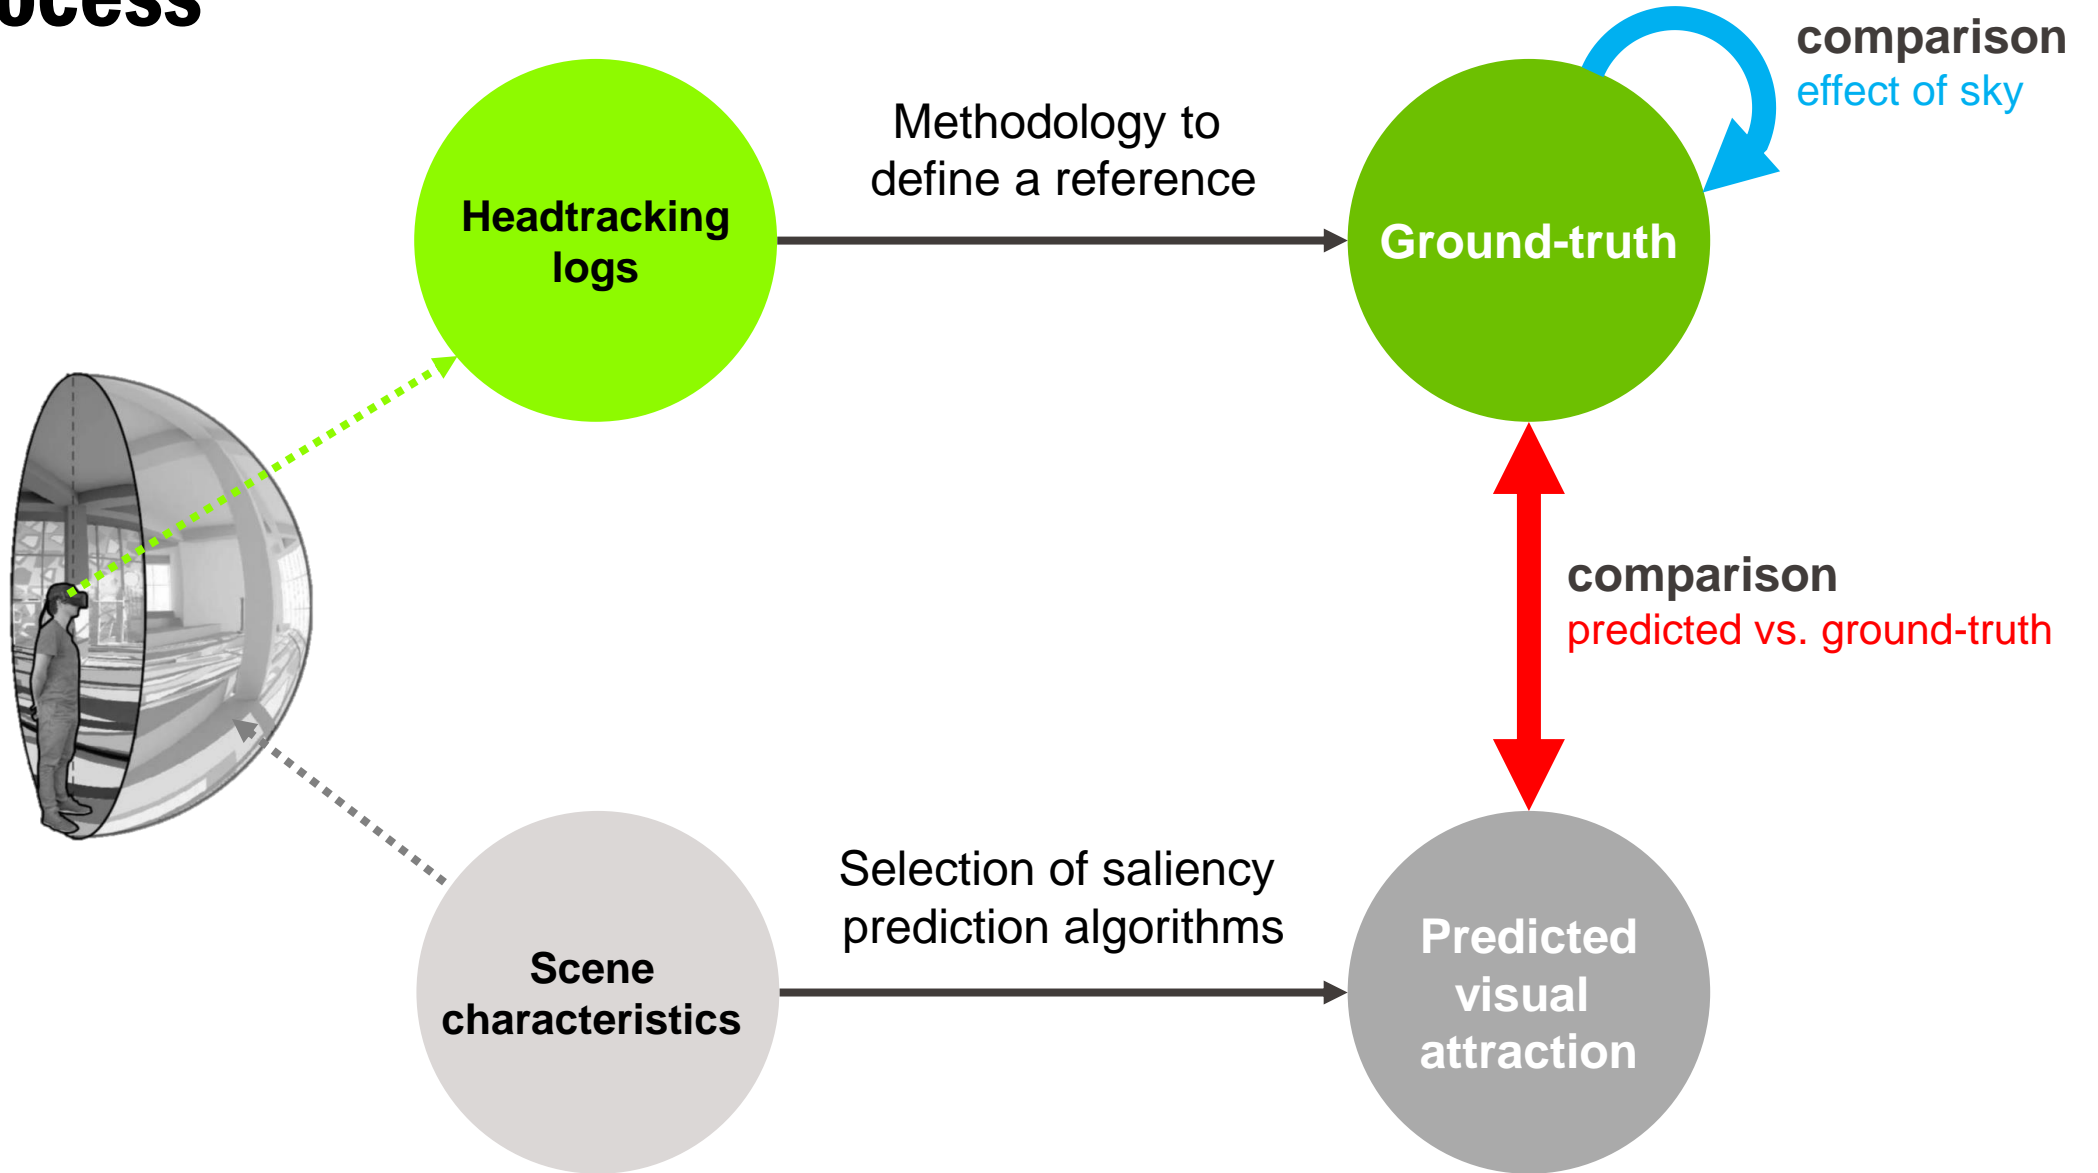 comparison
effect of sky
Methodology to
define a reference
Headtracking
logs
Ground-truth
comparison
predicted vs. ground-truth
Selection of saliency
prediction algorithms
Scene
characteristics
Predicted
visual
attraction